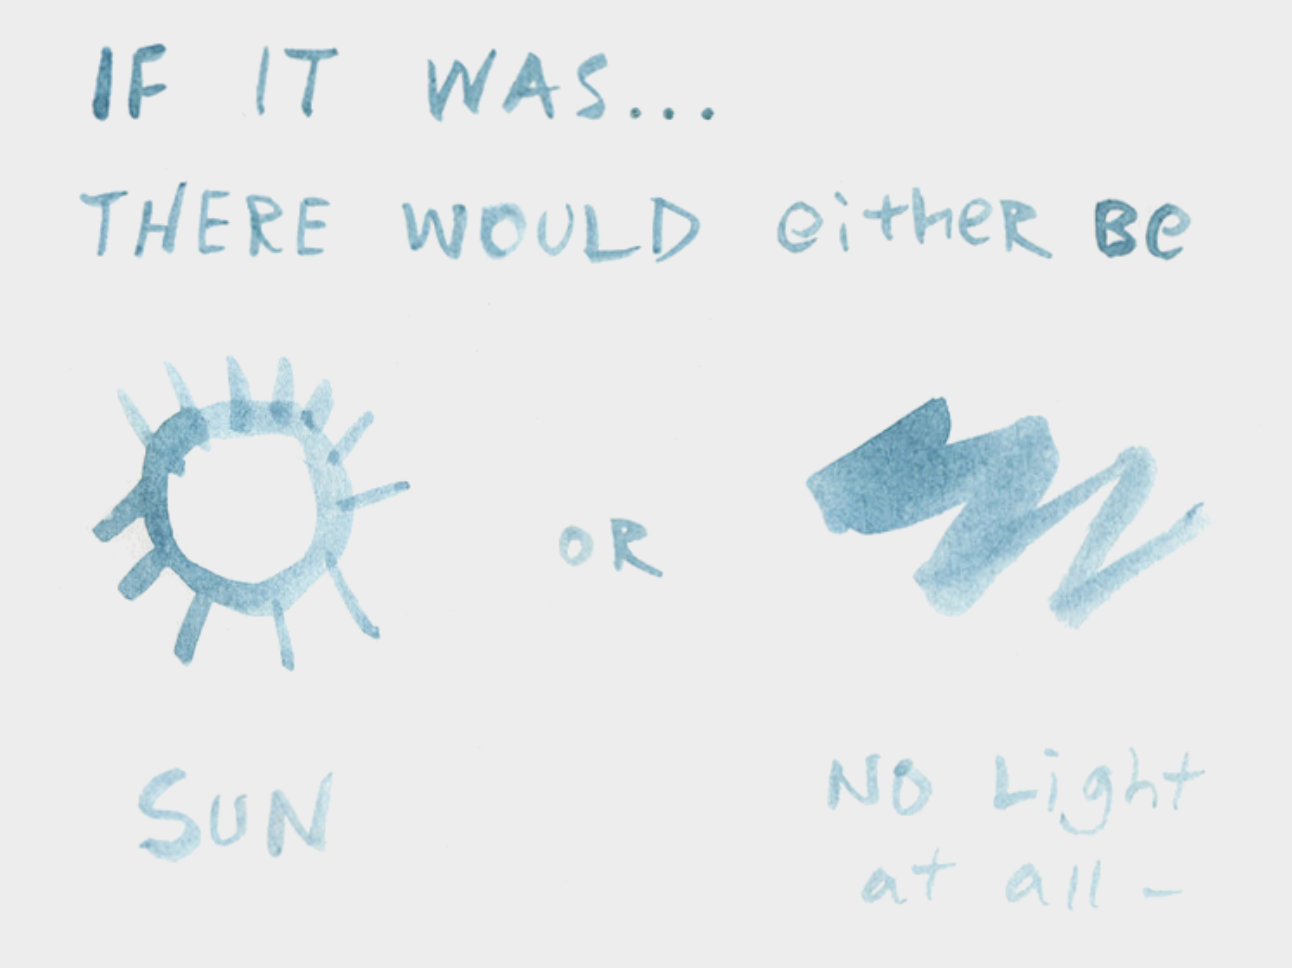 IF IT WAS...
THERE WOULD eitheR Be
OR
SUN
NO Light
at all -